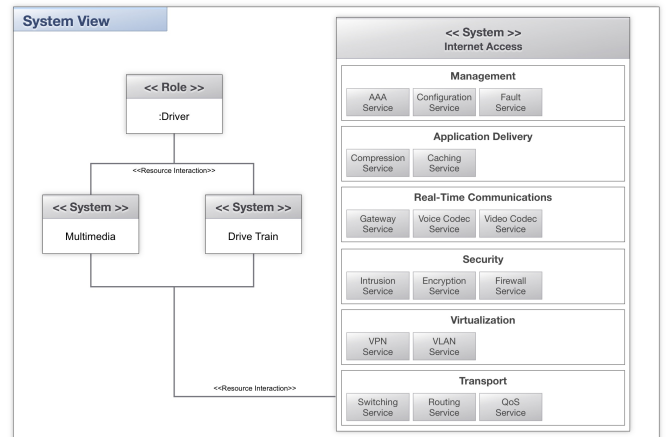 System View
<< Role >>
:Driver
<<Resource Interaction>>
<< System >>
Multimedia
<< System >>
Drive Train
<<Resource Interaction>>
<< System >>
Internet Access
Management
AAA
Service
Configuration
Service
Fault
Service
Application Delivery
Compression
Service
Caching
Service
Real-Time Communications
Gateway
Service
Voice Codec
Service
Video Codec
Service
Security
Intrusion
Service
Encryption
Service
Firewall
Service
Virtualization
VPN
Service
VLAN
Service
Transport
Switching
Service
Routing
Service
QoS
Service